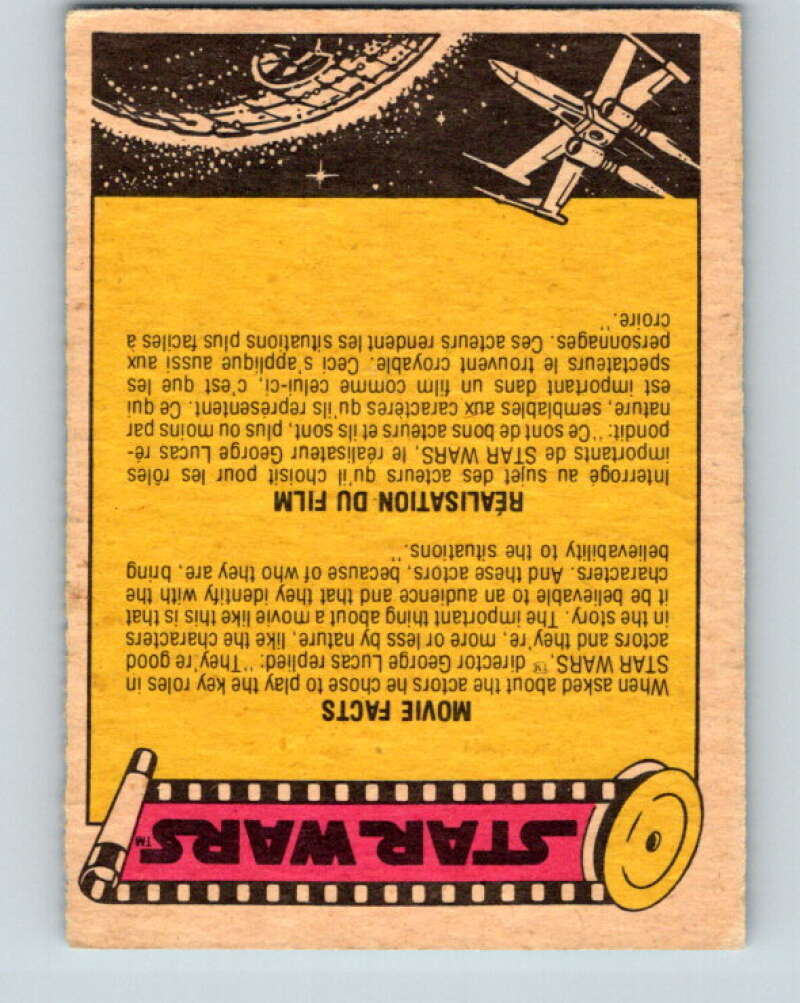 STAR WARS™
MOVIE FACTS
When asked about the actors he chose to play the key roles in
STAR WARS,™ director George Lucas replied: "They're good
actors and they're, more or less by nature, like the characters
in the story. The important thing about a movie like this is that
it be believable to an audience and that they identify with the
characters. And these actors, because of who they are, bring
believability to the situations."
RÉALISATION DU FILM
Interrogé au sujet des acteurs qu'il choisit pour les rôles
importants de STAR WARS, le réalisateur George Lucas ré-
pondit: "Ce sont de bons acteurs et ils sont, plus ou moins par
nature, semblables aux caractères qu'ils représentent. Ce qui
est important dans un film comme celui-ci, c'est que les
spectateurs le trouvent croyable. Ceci s'applique aussi aux
personnages. Ces acteurs rendent les situations plus faciles à
croire."